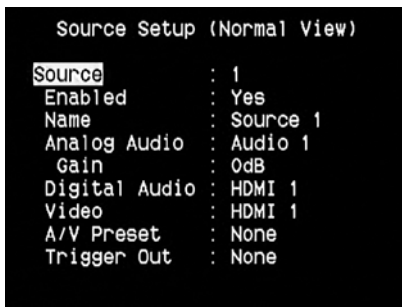 Source Setup (Normal View)
Source : 1
Enabled : Yes
Name : Source 1
Analog Audio : Audio 1
Gain : 0dB
Digital Audio : HDMI 1
Video : HDMI 1
A/V Preset : None
Trigger Out : None